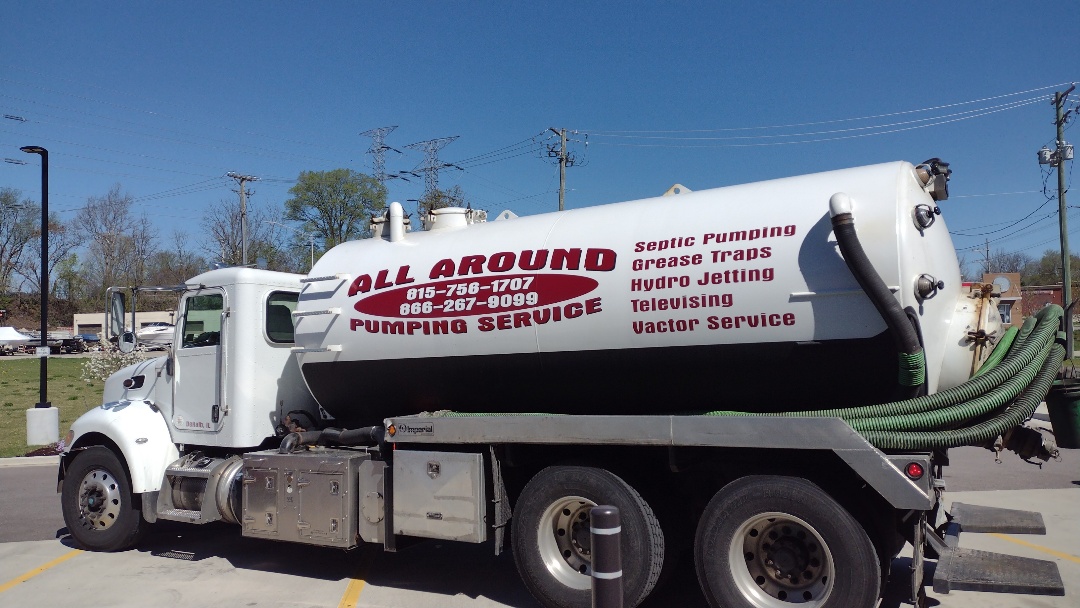 ALL AROUND
815-756-1707
866-267-9099
PUMPING SERVICE
Septic Pumping
Grease Traps
Hydro Jetting
Televising
Vactor Service
Imperial